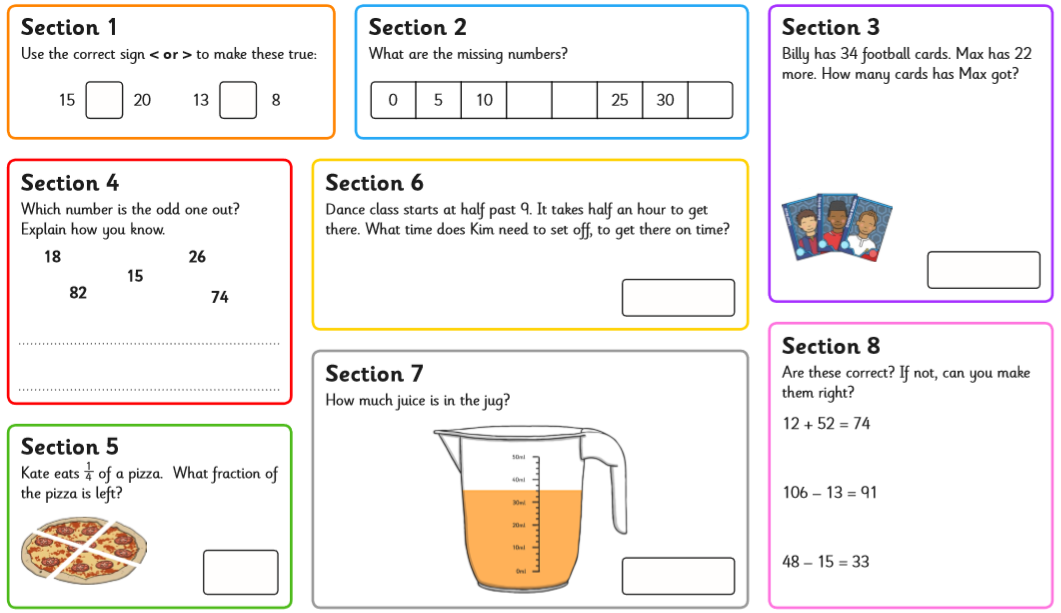 Section 1
Use the correct sign < or > to make these true:
15 20 13 8
Section 2
What are the missing numbers?
0 5 10 25 30
Section 3
Billy has 34 football cards. Max has 22
more. How many cards has Max got?
Section 4
Which number is the odd one out?
Explain how you know.
18 26
15
82 74
Section 5
Kate eats 1/4 of a pizza. What fraction of
the pizza is left?
Section 6
Dance class starts at half past 9. It takes half an hour to get
there. What time does Kim need to set off, to get there on time?
Section 7
How much juice is in the jug?
50ml
40ml
30ml
20ml
10ml
0ml
Section 8
Are these correct? If not, can you make
them right?
12 + 52 = 74
106 – 13 = 91
48 – 15 = 33